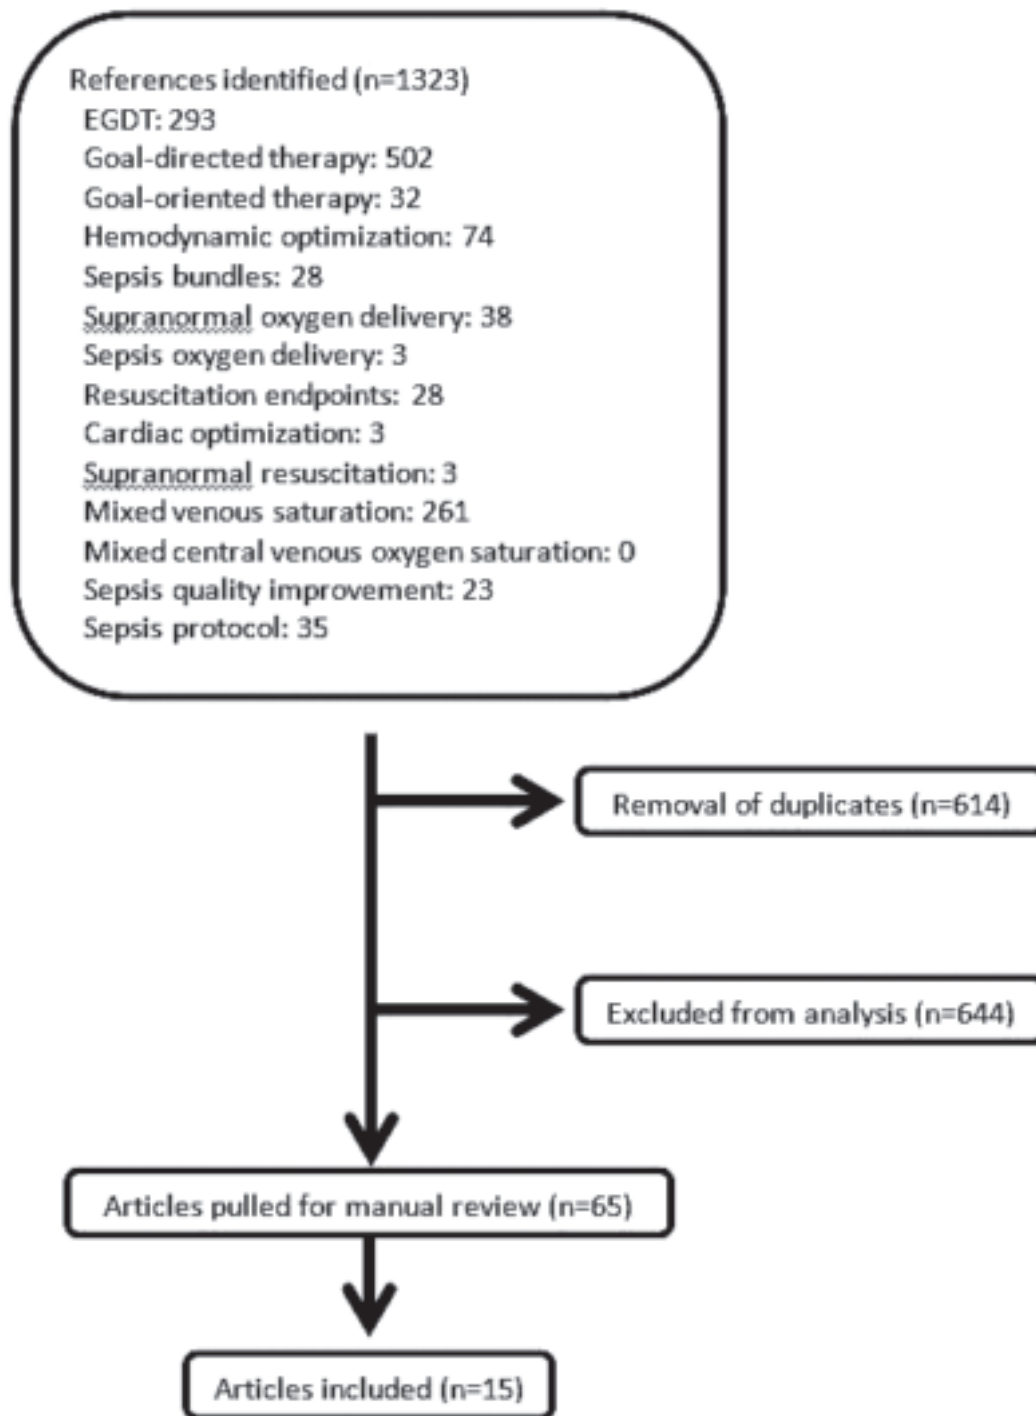 References identified (n=1323)
EGDT: 293
Goal-directed therapy: 502
Goal-oriented therapy: 32
Hemodynamic optimization: 74
Sepsis bundles: 28
Supranormal oxygen delivery: 38
Sepsis oxygen delivery: 3
Resuscitation endpoints: 28
Cardiac optimization: 3
Supranormal resuscitation: 3
Mixed venous saturation: 261
Mixed central venous oxygen saturation: 0
Sepsis quality improvement: 23
Sepsis protocol: 35
Removal of duplicates (n=614)
Excluded from analysis (n=644)
Articles pulled for manual review (n=65)
Articles included (n=15)